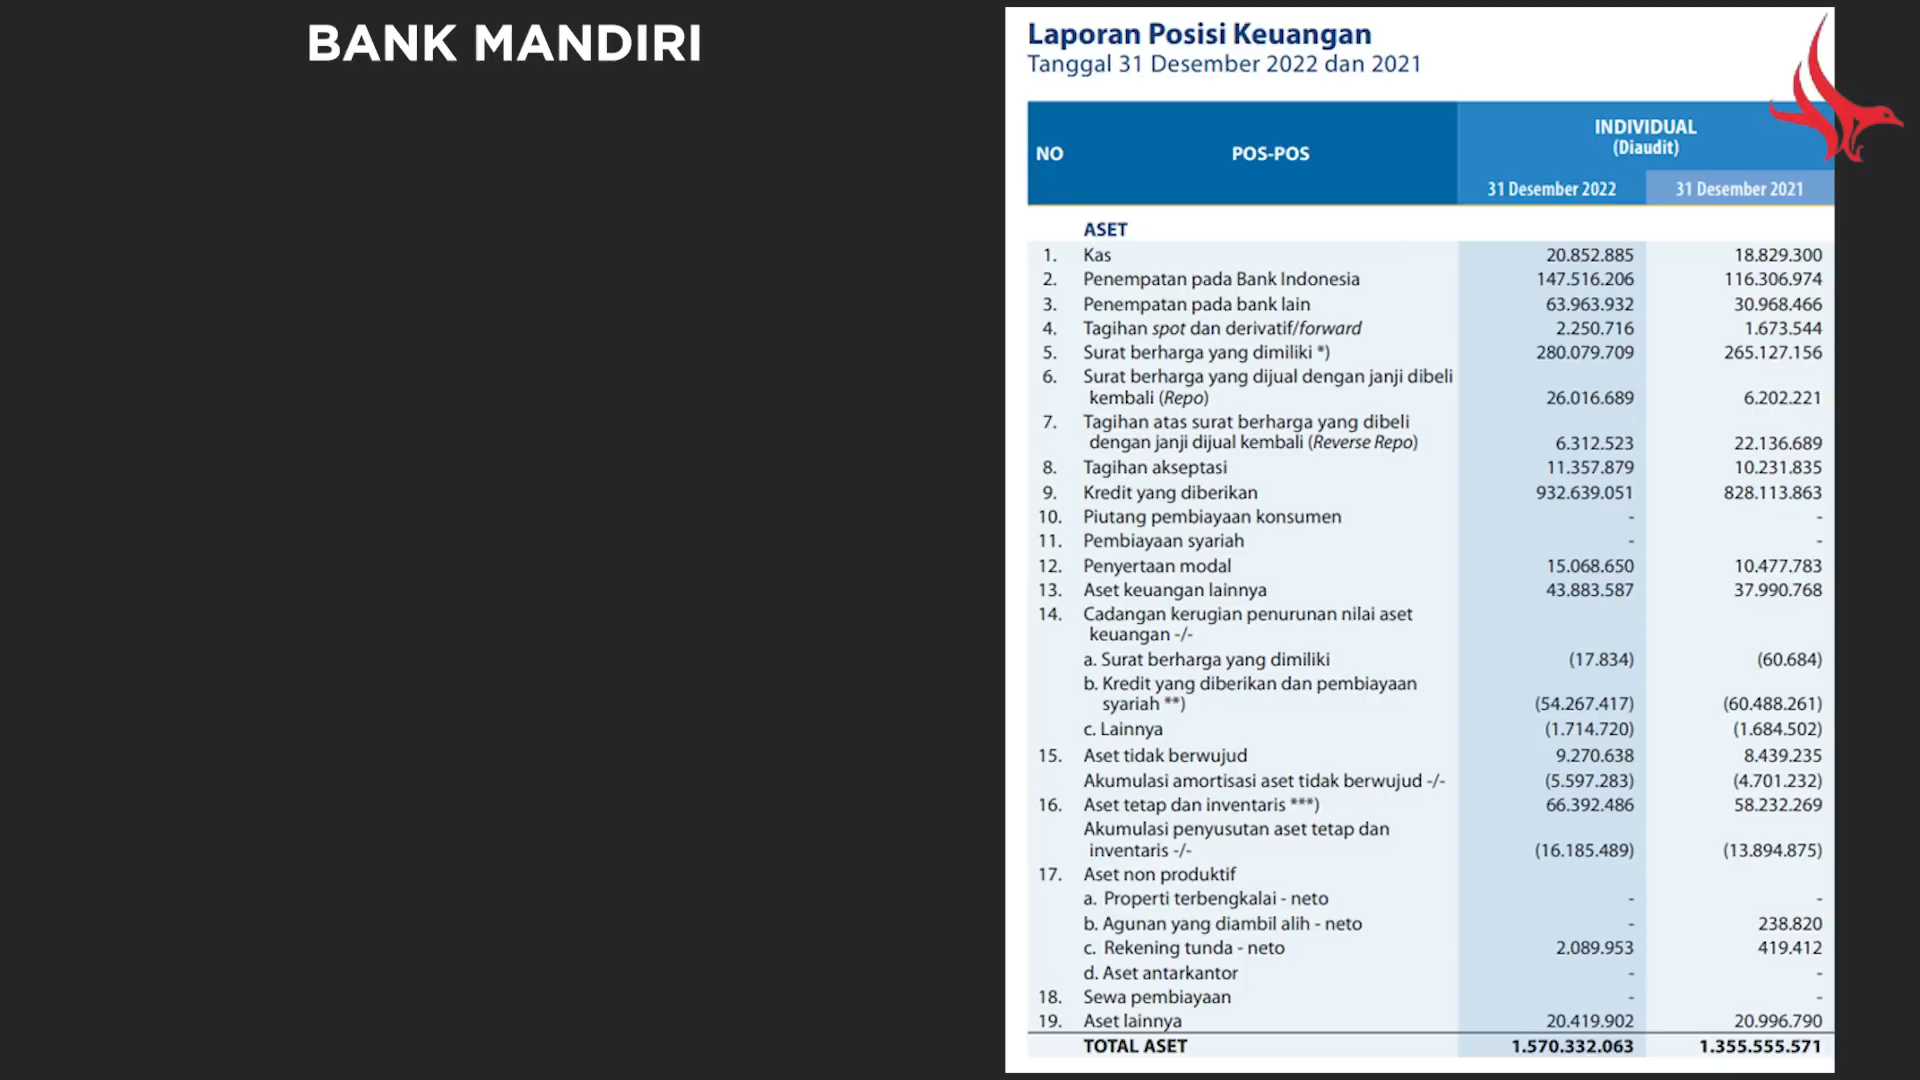 BANK MANDIRI
Laporan Posisi Keuangan
Tanggal 31 Desember 2022 dan 2021
NO POS-POS INDIVIDUAL
(Diaudit)
31 Desember 2022 31 Desember 2021
ASET
1. Kas 20.852.885 18.829.300
2. Penempatan pada Bank Indonesia 147.516.206 116.306.974
3. Penempatan pada bank lain 63.963.932 30.968.466
4. Tagihan spot dan derivatif/forward 2.250.716 1.673.544
5. Surat berharga yang dimiliki *) 280.079.709 265.127.156
6. Surat berharga yang dijual dengan janji dibeli
kembali (Repo) 26.016.689 6.202.221
7. Tagihan atas surat berharga yang dibeli
dengan janji dijual kembali (Reverse Repo) 6.312.523 22.136.689
8. Tagihan akseptasi 11.357.879 10.231.835
9. Kredit yang diberikan 932.639.051 828.113.863
10. Piutang pembiayaan konsumen - -
11. Pembiayaan syariah - -
12. Penyertaan modal 15.068.650 10.477.783
13. Aset keuangan lainnya 43.883.587 37.990.768
14. Cadangan kerugian penurunan nilai aset
keuangan -/-
a. Surat berharga yang dimiliki (17.834) (60.684)
b. Kredit yang diberikan dan pembiayaan
syariah **) (54.267.417) (60.488.261)
c. Lainnya (1.714.720) (1.684.502)
15. Aset tidak berwujud 9.270.638 8.439.235
Akumulasi amortisasi aset tidak berwujud -/- (5.597.283) (4.701.232)
16. Aset tetap dan inventaris ***) 66.392.486 58.232.269
Akumulasi penyusutan aset tetap dan
inventaris -/- (16.185.489) (13.894.875)
17. Aset non produktif
a. Properti terbengkalai - neto - -
b. Agunan yang diambil alih - neto - 238.820
c. Rekening tunda - neto 2.089.953 419.412
d. Aset antarkantor - -
18. Sewa pembiayaan - -
19. Aset lainnya 20.419.902 20.996.790
TOTAL ASET 1.570.332.063 1.355.555.571